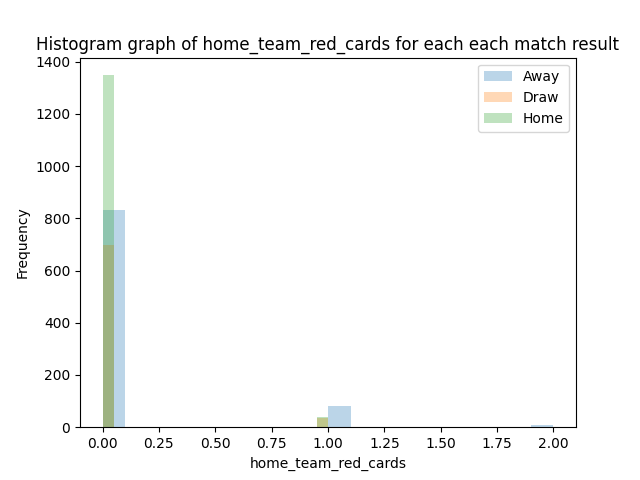 Histogram graph of home_team_red_cards for each each match result
1400
1200
1000
800
600
400
200
0
Frequency
Away
Draw
Home
0.00 0.25 0.50 0.75 1.00 1.25 1.50 1.75 2.00
home_team_red_cards